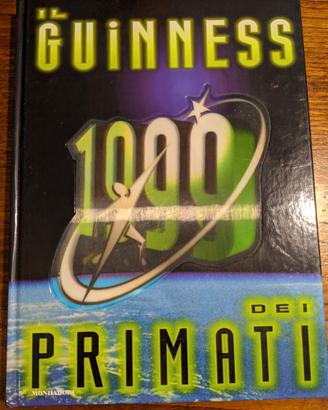 IL
GUiNNESS
1999
DEI
PRIMATI
MONDADORI